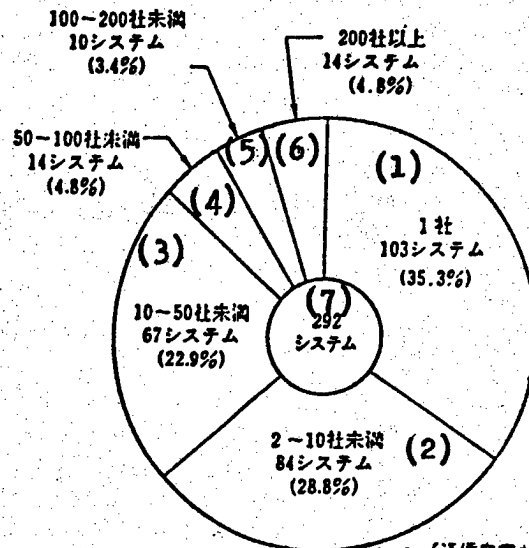 100~200社未満
10システム
(3.4%)
200社以上
14システム
(4.8%)
50~100社未満
14システム
(4.8%)
(5)
(6)
(4)
(1)
1社
103システム
(35.3%)
(3)
10~50社未満
67システム
(22.9%)
(7)
292
システム
2~10社未満
84システム
(28.8%)
(2)